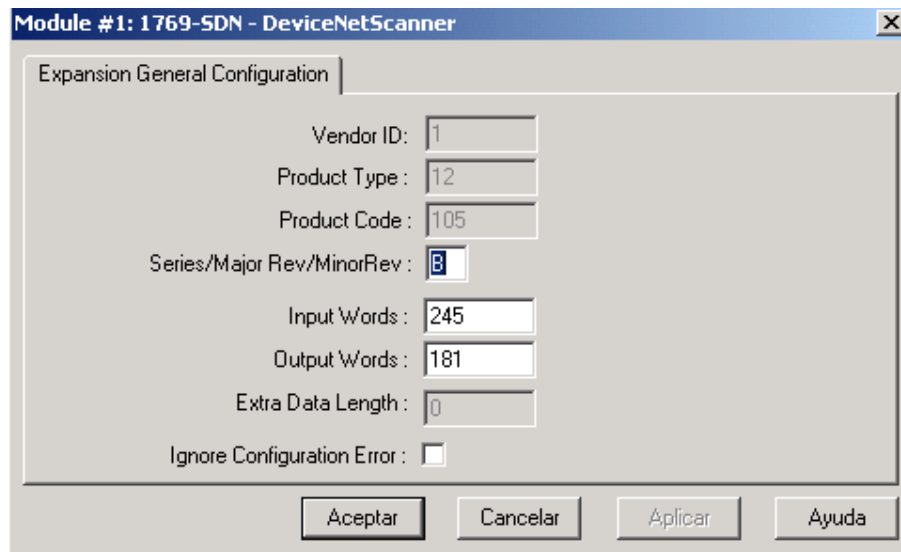 Module #1: 1769-SDN - DeviceNetScanner
Expansion General Configuration
Vendor ID: 1
Product Type : 12
Product Code : 105
Series/Major Rev/MinorRev : B
Input Words : 245
Output Words : 181
Extra Data Length : 0
Ignore Configuration Error :
Aceptar Cancelar Aplicar Ayuda